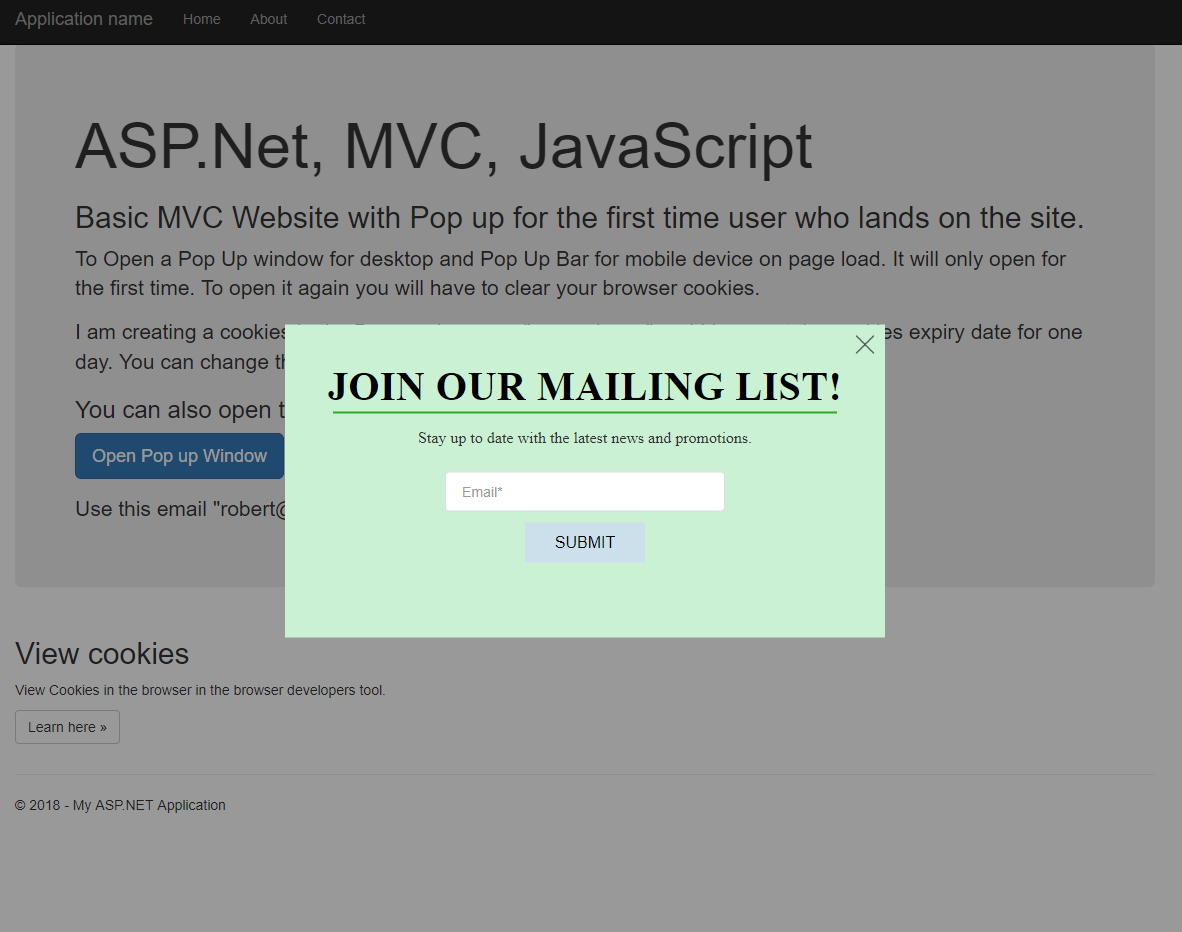 Application name Home About Contact
ASP.Net, MVC, JavaScript
Basic MVC Website with Pop up for the first time user who lands on the site.
To Open a Pop Up window for desktop and Pop Up Bar for mobile device on page load. It will only open for
the first time. To open it again you will have to clear your browser cookies.
I am creating a cookies expiry date for one
day. You can change
You can also open
Open Pop up Window
Use this email "robert@
JOIN OUR MAILING LIST!
Stay up to date with the latest news and promotions.
Email*
SUBMIT
View cookies
View Cookies in the browser in the browser developers tool.
Learn here »
© 2018 - My ASP.NET Application